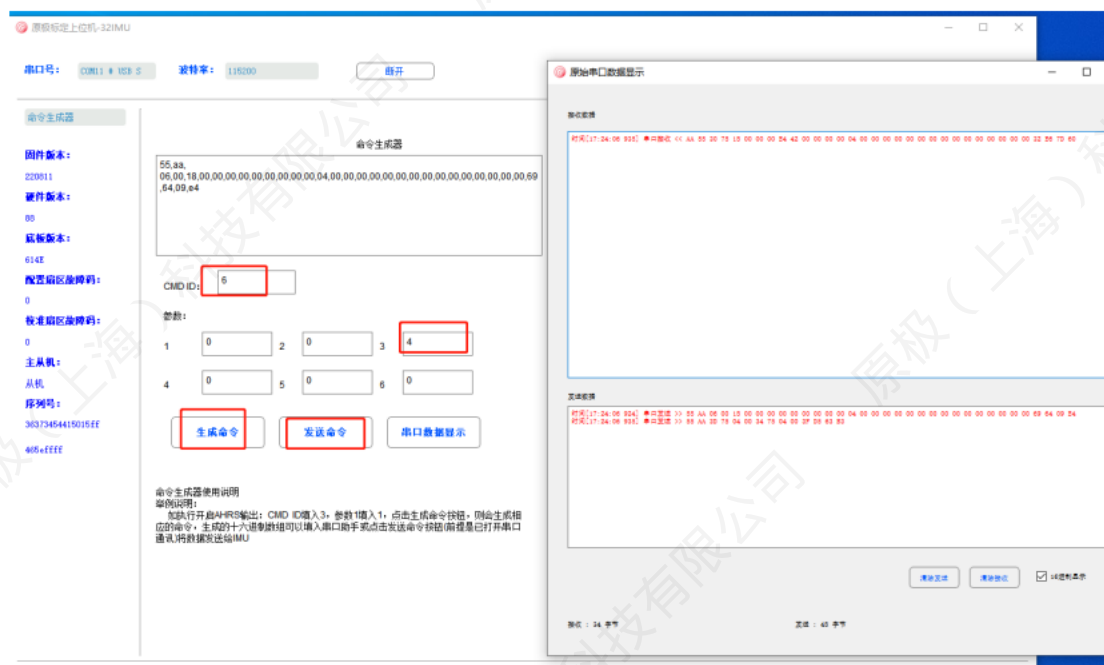 原极标定上位机-32IMU
串口号： COM11 # USB S 波特率： 115200 断开
命令生成器
固件版本：
220811
硬件版本：
88
底板版本：
614E
配置扇区故障码：
0
校准扇区故障码：
0
主从机：
从机
序列号：
36373454415015ff
465effff
命令生成器
55,aa,
06,00,18,00,00,00,00,00,00,00,00,00,04,00,00,00,00,00,00,00,00,00,00,00,00,00,00,00,00,69
,64,09,e4
CMD ID： 6
参数：
1 0 2 0 3 4
4 0 5 0 6 0
生成命令 发送命令 串口数据显示
命令生成器使用说明
举例说明：
如执行开启AHRS输出：CMD ID填入3，参数1填入1，点击生成命令按钮，则会生成相
应的命令，生成的十六进制数组可以填入串口助手或点击发送命令按钮(前提是已打开串口
通讯)将数据发送给IMU
原始串口数据显示
接收数据
发送数据
清除发送 清除接收 16进制显示
接收 : 34 字节 发送 : 45 字节
原极（上海）科技有限公